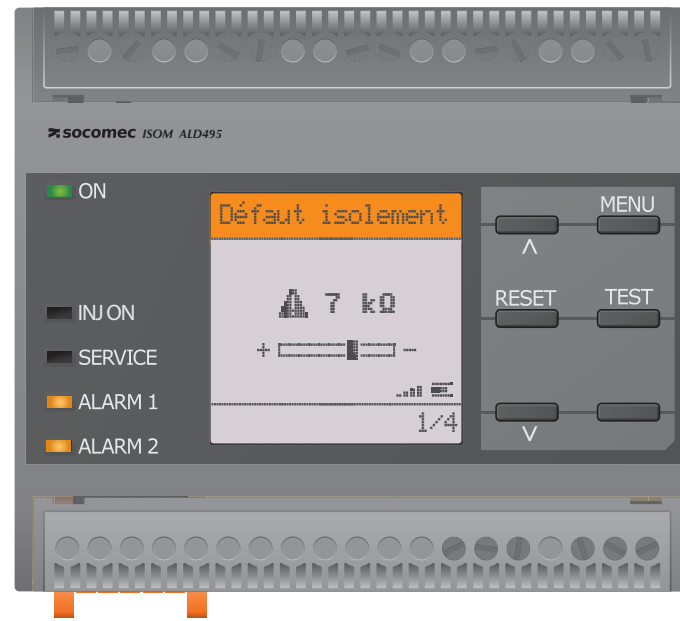 socomec ISOM ALD495
ON
MENU
Défaut isolement
Λ
7 kΩ
RESET
TEST
INJ ON
+ −
SERVICE
ALARM 1
1/4
ALARM 2
V